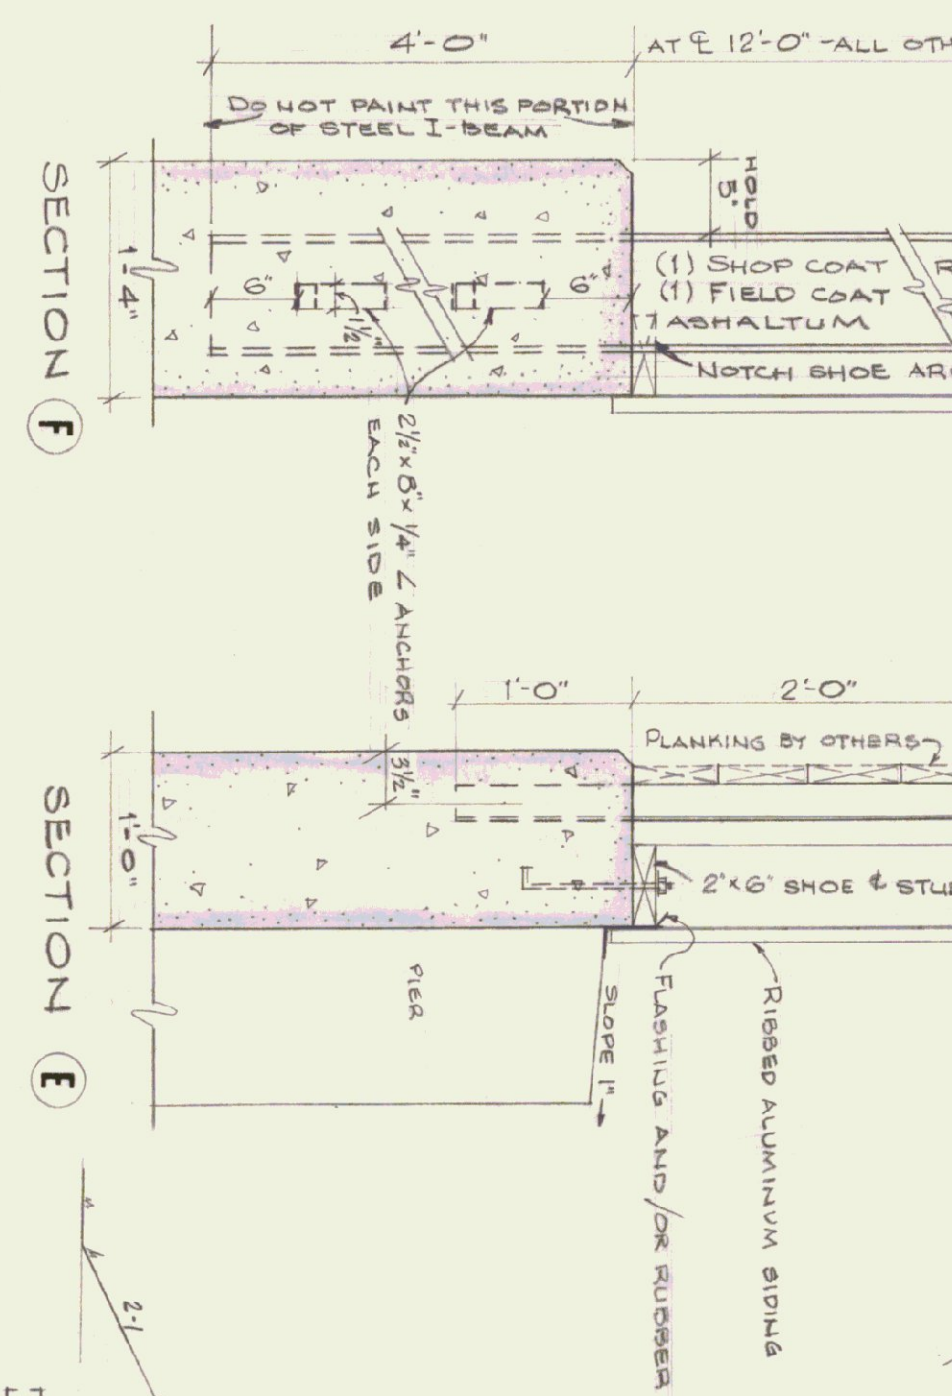 4'-0"
AT ℄ 12'-0" - ALL OTH
DO NOT PAINT THIS PORTION
OF STEEL I-BEAM
HOLD
5"
1'-4"
6"
1½"
6"
(1) SHOP COAT
(1) FIELD COAT
ASHALTUM
NOTCH SHOE AR
SECTION F
2½" x 8" x ¼" ∠ ANCHORS
EACH SIDE
1'-0"
2'-0"
PLANKING BY OTHERS
3½"
1'-0"
2"x6" SHOE & STU
SECTION E
PIER
SLOPE 1"
FLASHING AND/OR RUBBER
RIBBED ALUMINUM SIDING
2-1